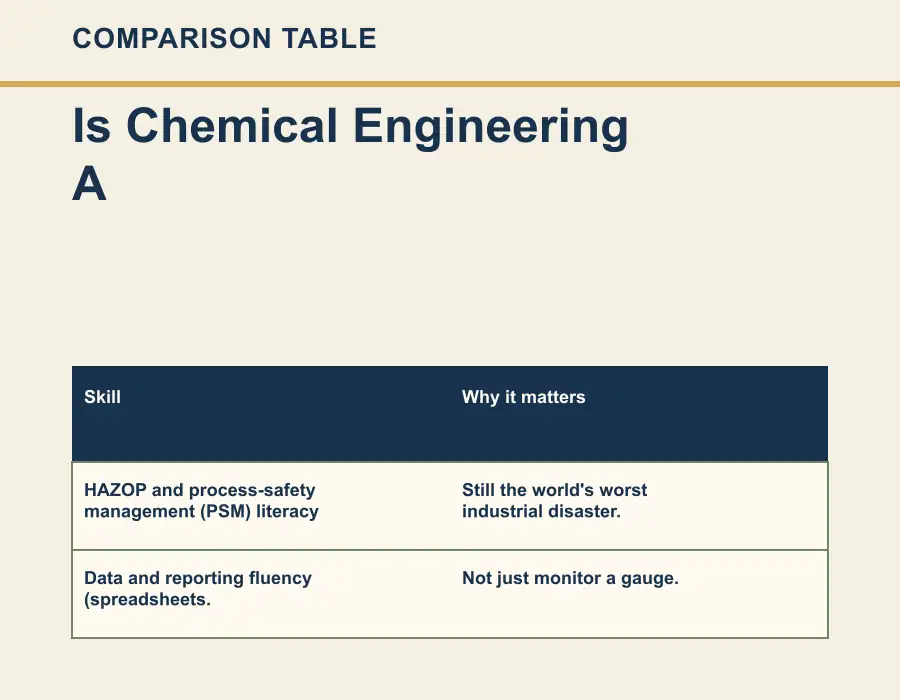 COMPARISON TABLE
Is Chemical Engineering
A
Skill
Why it matters
HAZOP and process-safety
management (PSM) literacy
Still the world's worst
industrial disaster.
Data and reporting fluency
(spreadsheets.
Not just monitor a gauge.